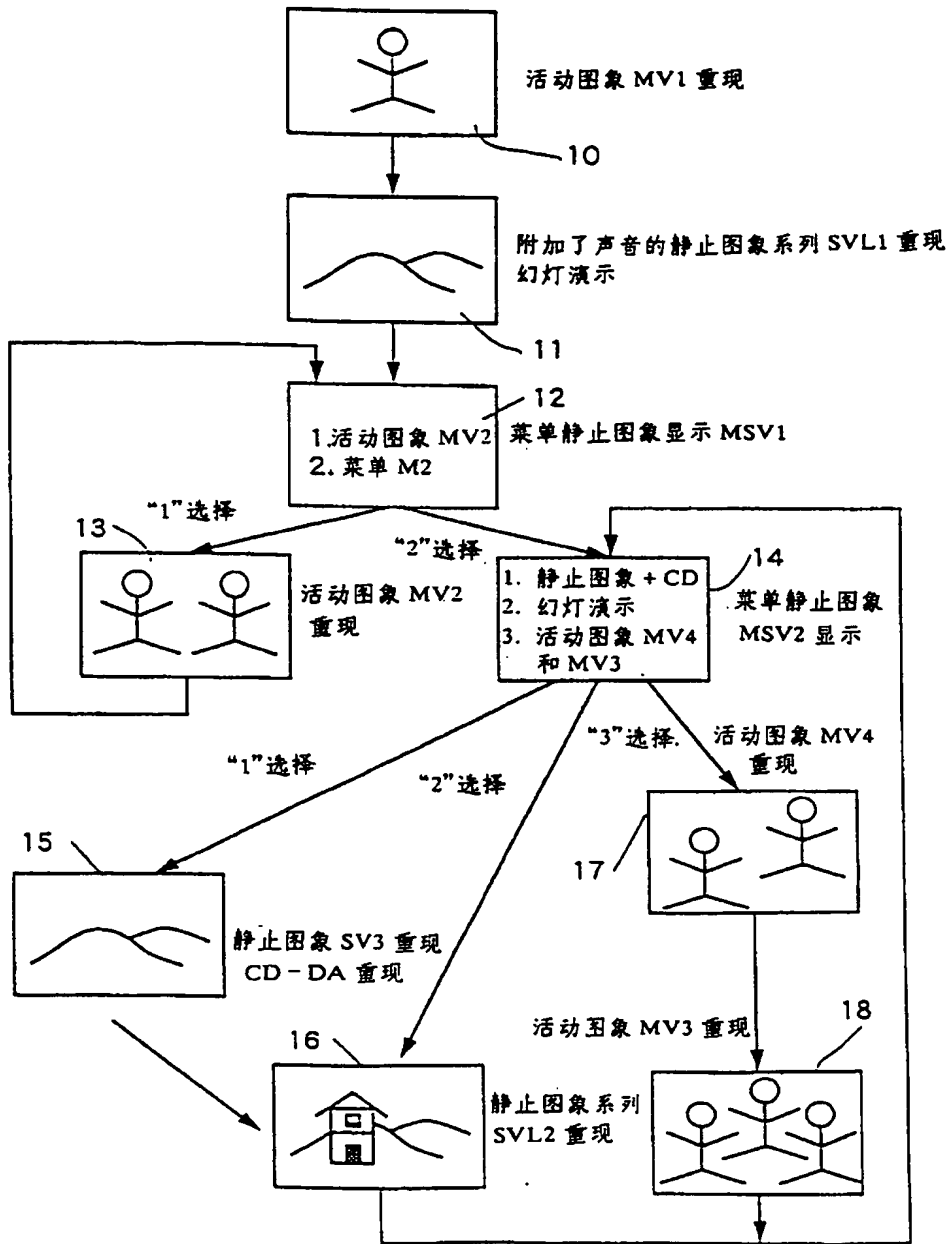 活动图象 MV1 重现
10
附加了声音的静止图象系列 SVL1 重现
幻灯演示
11
12
1.活动图象 MV2
2. 菜单 M2
菜单静止图象显示 MSV1
“1”选择
“2”选择
13
活动图象 MV2
重现
14
1. 静止图象 + CD
2. 幻灯演示
3. 活动图象 MV4
和 MV3
菜单静止图象
MSV2 显示
“1”选择
“2”选择
“3”选择.
活动图象 MV4
重现
15
17
静止图象 SV3 重现
CD-DA 重现
活动图象 MV3 重现
18
16
静止图象系列
SVL2 重现